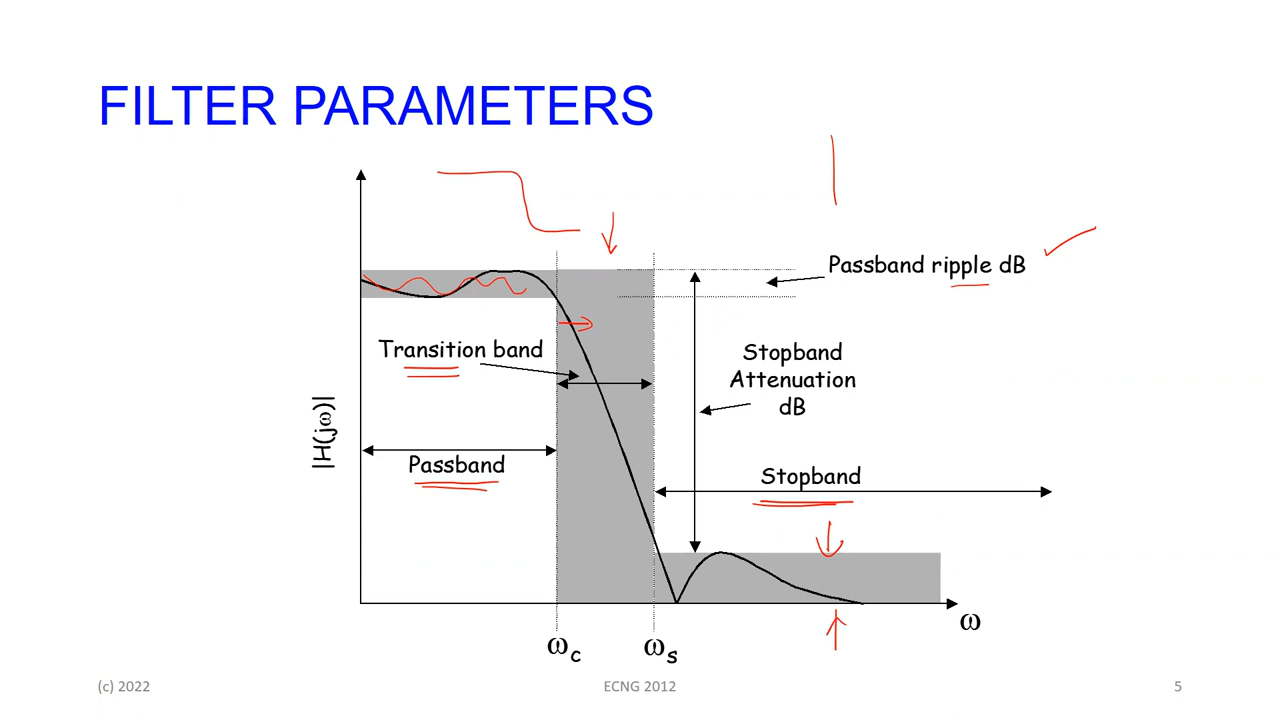 FILTER PARAMETERS
Passband ripple dB
Transition band
Stopband
Attenuation
dB
|H(jω)|
Passband
Stopband
ω
ωc
ωs
(c) 2022
ECNG 2012
5